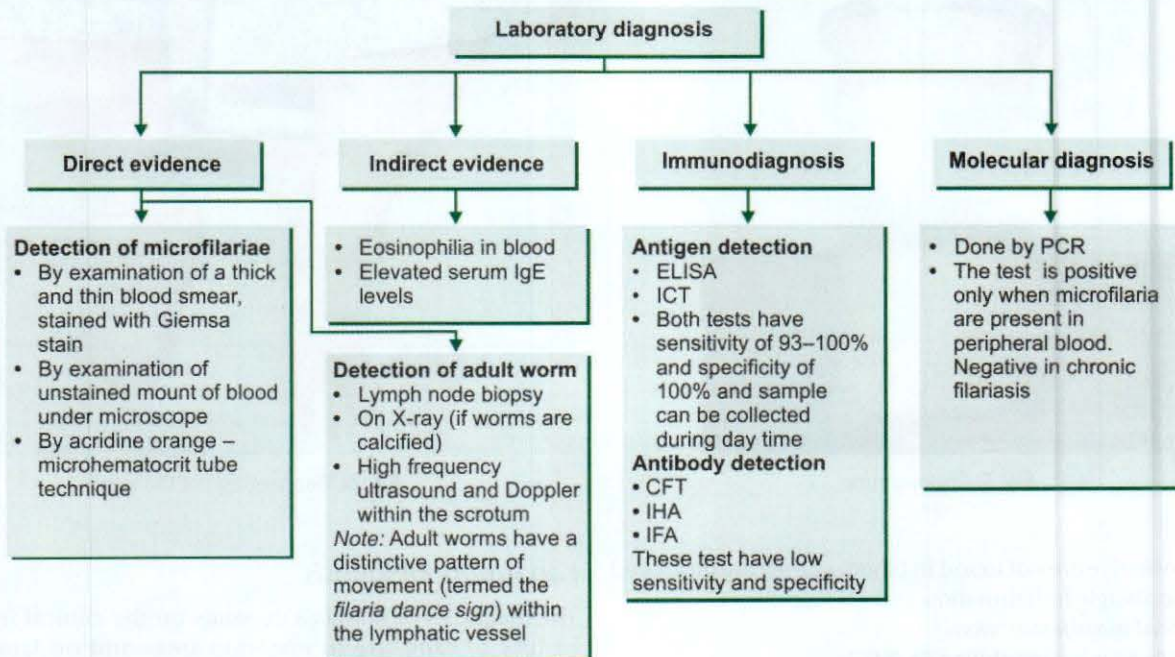 Laboratory diagnosis
Direct evidence
Indirect evidence
Immunodiagnosis
Molecular diagnosis
Detection of microfilariae
• By examination of a thick
and thin blood smear,
stained with Giemsa
stain
• By examination of
unstained mount of blood
under microscope
• By acridine orange –
microhematocrit tube
technique
• Eosinophilia in blood
• Elevated serum IgE
levels
Detection of adult worm
• Lymph node biopsy
• On X-ray (if worms are
calcified)
• High frequency
ultrasound and Doppler
within the scrotum
Note: Adult worms have a
distinctive pattern of
movement (termed the
filaria dance sign) within
the lymphatic vessel
Antigen detection
• ELISA
• ICT
• Both tests have
sensitivity of 93–100%
and specificity of
100% and sample
can be collected
during day time
Antibody detection
• CFT
• IHA
• IFA
These test have low
sensitivity and specificity
• Done by PCR
• The test is positive
only when microfilaria
are present in
peripheral blood.
Negative in chronic
filariasis